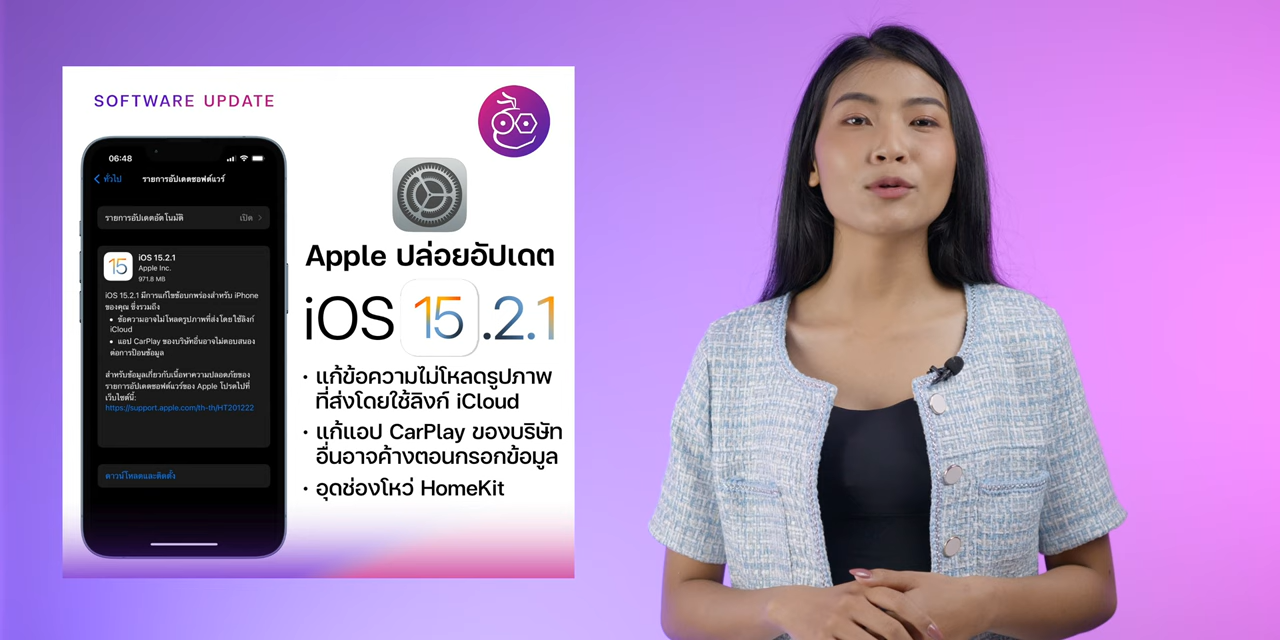 SOFTWARE UPDATE
06:48
ทั่วไป
รายการอัปเดตซอฟต์แวร์
รายการอัปเดตอัตโนมัติ
เปิด
15
iOS 15.2.1
Apple Inc.
971.8 MB
iOS 15.2.1 มีการแก้ไขข้อบกพร่องสำหรับ iPhone
ของคุณ ซึ่งรวมถึง
• ข้อความอาจไม่โหลดรูปภาพที่ส่งโดยใช้ลิงก์
iCloud
• แอป CarPlay ของบริษัทอื่นอาจไม่ตอบสนอง
ต่อการป้อนข้อมูล
สำหรับข้อมูลเกี่ยวกับเนื้อหาความปลอดภัยของ
รายการอัปเดตซอฟต์แวร์ของ Apple โปรดไปที่
เว็บไซต์นี้:
https://support.apple.com/th-th/HT201222
ดาวน์โหลดและติดตั้ง
Apple ปล่อยอัปเดต
iOS 15.2.1
• แก้ข้อความไม่โหลดรูปภาพ
ที่ส่งโดยใช้ลิงก์ iCloud
• แก้แอป CarPlay ของบริษัท
อื่นอาจค้างตอนกรอกข้อมูล
• อุดช่องโหว่ HomeKit